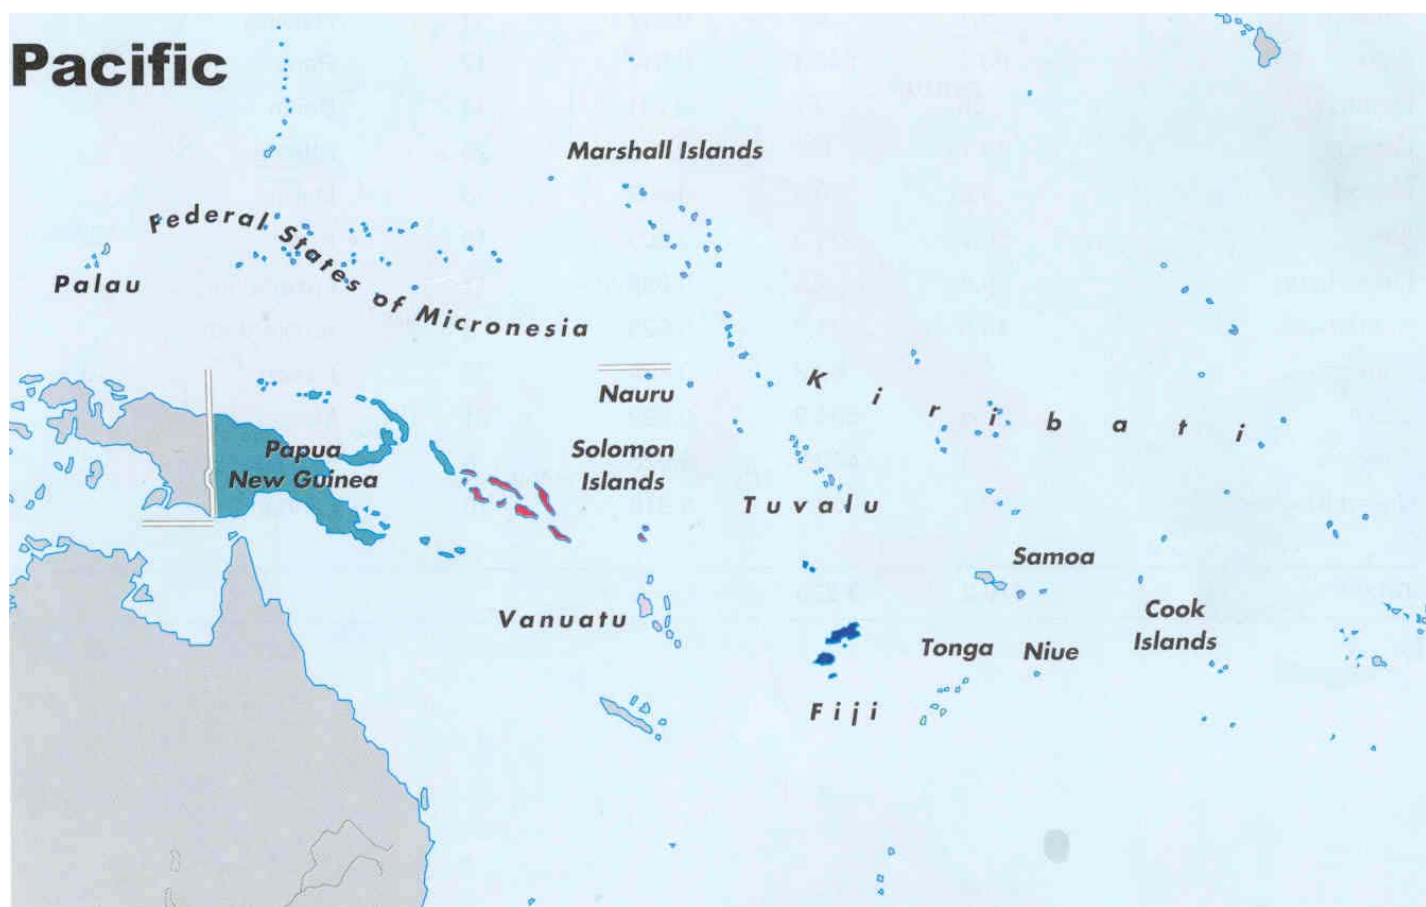 Pacific
Marshall Islands
Federal States of Micronesia
Palau
Nauru
Kiribati
Papua
New Guinea
Solomon
Islands
Tuvalu
Samoa
Vanuatu
Cook
Islands
Tonga
Niue
Fiji